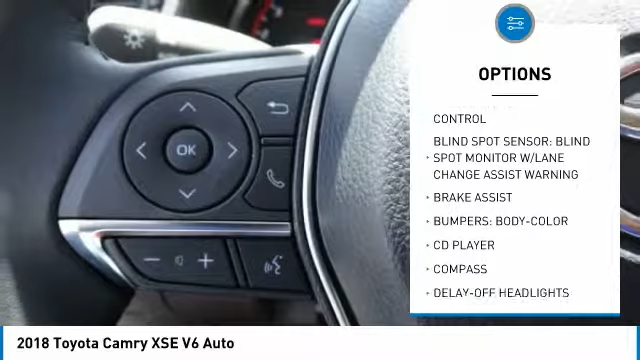 OK
OPTIONS
CONTROL
BLIND SPOT SENSOR: BLIND
SPOT MONITOR W/LANE
CHANGE ASSIST WARNING
BRAKE ASSIST
BUMPERS: BODY-COLOR
CD PLAYER
COMPASS
DELAY-OFF HEADLIGHTS
2018 Toyota Camry XSE V6 Auto